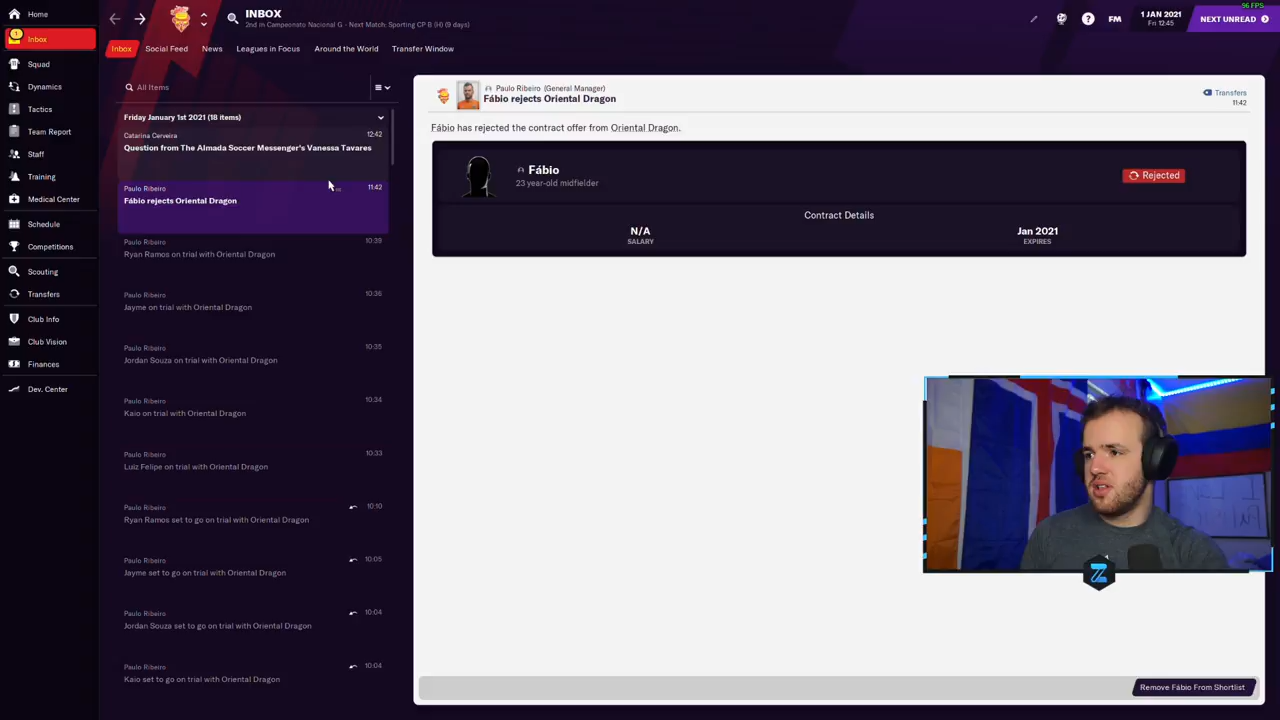 96 FPS
INBOX
2nd in Campeonato Nacional G - Next Match: Sporting CP B (H) (9 days)
FM
1 JAN 2021
Fri 12:45
NEXT UNREAD
Home
Inbox
1
Squad
Dynamics
Tactics
Team Report
Staff
Training
Medical Center
Schedule
Competitions
Scouting
Transfers
Club Info
Club Vision
Finances
Dev. Center
Inbox
Social Feed
News
Leagues in Focus
Around the World
Transfer Window
All Items
Friday January 1st 2021 (18 items)
Catarina Cerveira 12:42
Question from The Almada Soccer Messenger's Vanessa Tavares
Paulo Ribeiro 11:42
Fábio rejects Oriental Dragon
Paulo Ribeiro 10:39
Ryan Ramos on trial with Oriental Dragon
Paulo Ribeiro 10:36
Jayme on trial with Oriental Dragon
Paulo Ribeiro 10:35
Jordan Souza on trial with Oriental Dragon
Paulo Ribeiro 10:34
Kaio on trial with Oriental Dragon
Paulo Ribeiro 10:33
Luiz Felipe on trial with Oriental Dragon
Paulo Ribeiro 10:10
Ryan Ramos set to go on trial with Oriental Dragon
Paulo Ribeiro 10:05
Jayme set to go on trial with Oriental Dragon
Paulo Ribeiro 10:04
Jordan Souza set to go on trial with Oriental Dragon
Paulo Ribeiro 10:04
Kaio set to go on trial with Oriental Dragon
Paulo Ribeiro (General Manager)
Fábio rejects Oriental Dragon
Transfers
11:42
Fábio has rejected the contract offer from Oriental Dragon.
Fábio
23 year-old midfielder
Rejected
Contract Details
N/A
SALARY
Jan 2021
EXPIRES
Remove Fábio From Shortlist